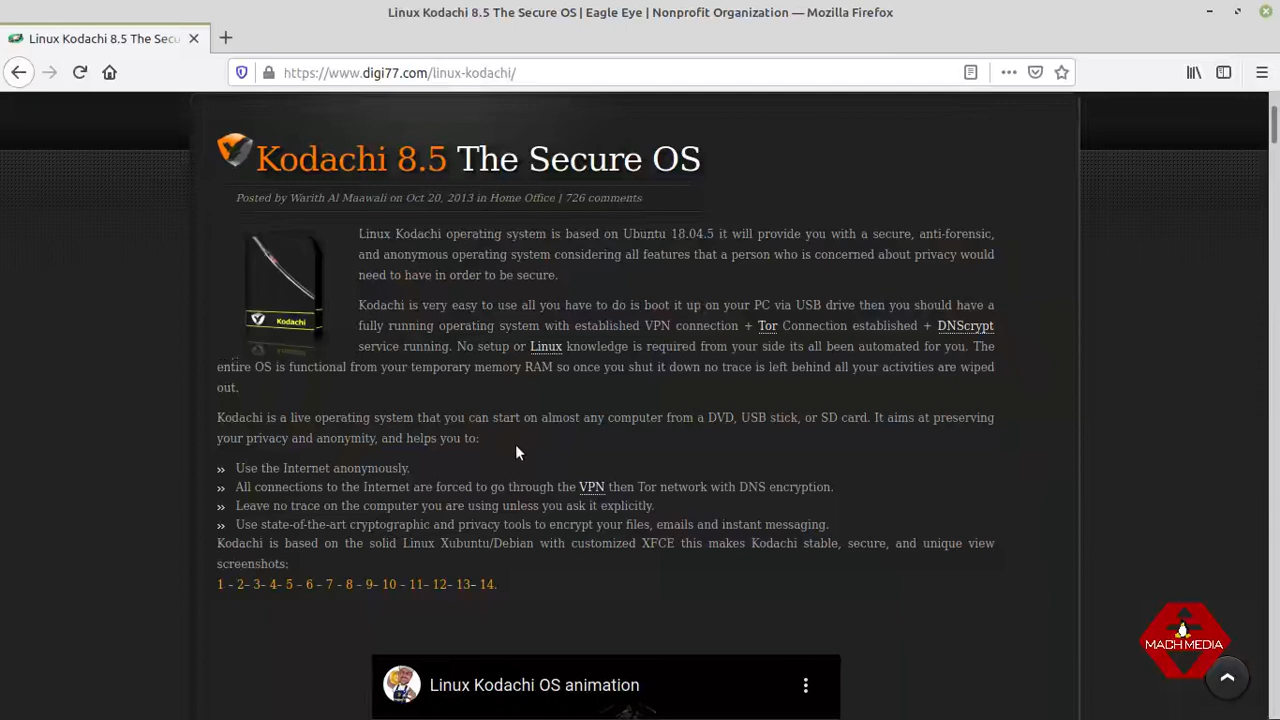 Linux Kodachi 8.5 The Secure OS | Eagle Eye | Nonprofit Organization — Mozilla Firefox
Linux Kodachi 8.5 The Secu
https://www.digi77.com/linux-kodachi/
Kodachi 8.5 The Secure OS
Posted by Warith Al Maawali on Oct 20, 2013 in Home Office | 726 comments
Linux Kodachi operating system is based on Ubuntu 18.04.5 it will provide you with a secure, anti-forensic,
and anonymous operating system considering all features that a person who is concerned about privacy would
need to have in order to be secure.
Kodachi is very easy to use all you have to do is boot it up on your PC via USB drive then you should have a
fully running operating system with established VPN connection + Tor Connection established + DNScrypt
service running. No setup or Linux knowledge is required from your side its all been automated for you. The
entire OS is functional from your temporary memory RAM so once you shut it down no trace is left behind all your activities are wiped
out.
Kodachi
Kodachi is a live operating system that you can start on almost any computer from a DVD, USB stick, or SD card. It aims at preserving
your privacy and anonymity, and helps you to:
» Use the Internet anonymously.
» All connections to the Internet are forced to go through the VPN then Tor network with DNS encryption.
» Leave no trace on the computer you are using unless you ask it explicitly.
» Use state-of-the-art cryptographic and privacy tools to encrypt your files, emails and instant messaging.
Kodachi is based on the solid Linux Xubuntu/Debian with customized XFCE this makes Kodachi stable, secure, and unique view
screenshots:
1 – 2– 3– 4– 5 – 6 – 7 – 8 – 9– 10 – 11– 12– 13– 14.
MACH MEDIA
Linux Kodachi OS animation